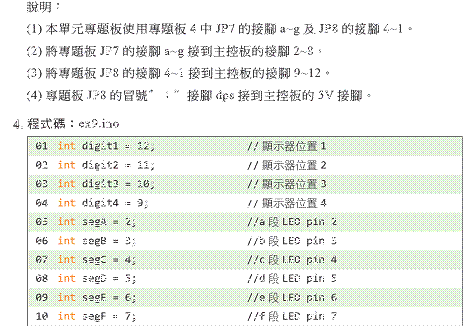 說明：
(1) 本單元專題板使用專題板 4 中 JP7 的接腳 a~g 及 JP8 的接腳 4~1。
(2) 將專題板 JP7 的接腳 a~g 接到主控板的接腳 2~8。
(3) 將專題板 JP8 的接腳 4~1 接到主控板的接腳 9~12。
(4) 專題板 JP8 的冒號"："接腳 dps 接到主控板的 5V 接腳。
4. 程式碼：ex9.ino
01 int digit1 = 12; //顯示器位置 1
02 int digit2 = 11; //顯示器位置 2
03 int digit3 = 10; //顯示器位置 3
04 int digit4 = 9; //顯示器位置 4
05 int segA = 2; //a 段 LED pin 2
06 int segB = 3; //b 段 LED pin 3
07 int segC = 4; //c 段 LED pin 4
08 int segD = 5; //d 段 LED pin 5
09 int segE = 6; //e 段 LED pin 6
10 int segF = 7; //f 段 LED pin 7